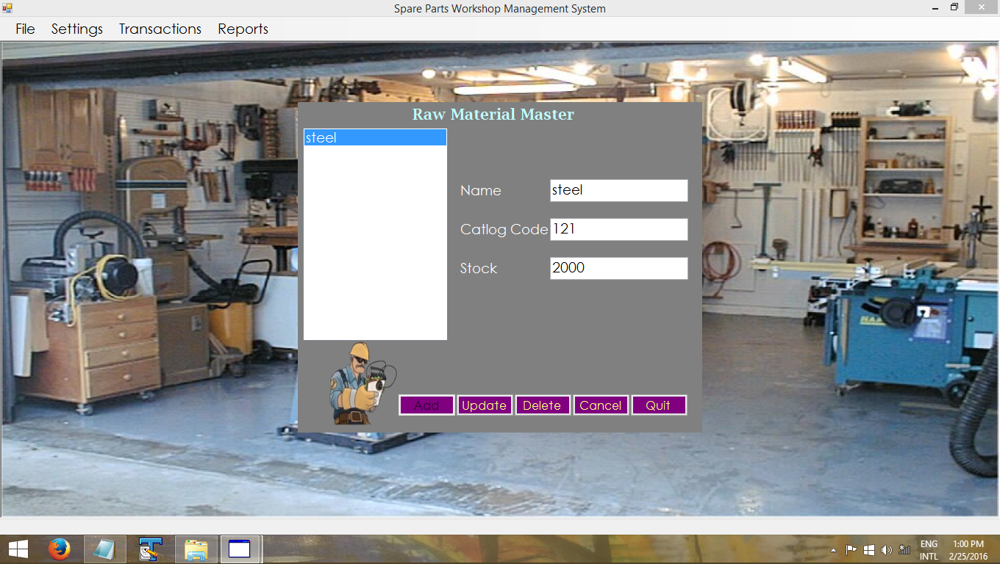 Spare Parts Workshop Management System
File Settings Transactions Reports
Raw Material Master
steel
Name steel
Catlog Code 121
Stock 2000
Add Update Delete Cancel Quit
ENG 1:00 PM
INTL 2/25/2016